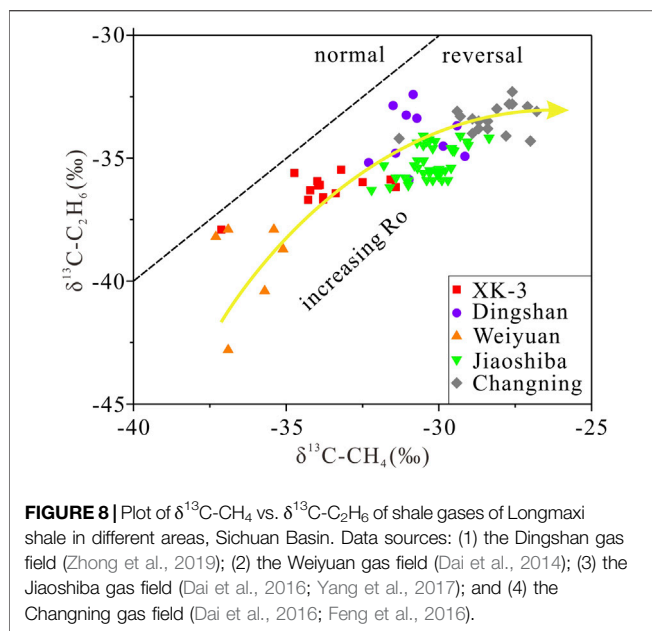 -30
-35
-40
-45
δ¹³C-C₂H₆(‰)
normal
reversal
increasing Ro
XK-3
Dingshan
Weiyuan
Jiaoshiba
Changning
-40
-35
-30
-25
δ¹³C-CH₄(‰)
FIGURE 8 | Plot of δ¹³C-CH₄ vs. δ¹³C-C₂H₆ of shale gases of Longmaxi
shale in different areas, Sichuan Basin. Data sources: (1) the Dingshan gas
field (Zhong et al., 2019); (2) the Weiyuan gas field (Dai et al., 2014); (3) the
Jiaoshiba gas field (Dai et al., 2016; Yang et al., 2017); and (4) the
Changning gas field (Dai et al., 2016; Feng et al., 2016).